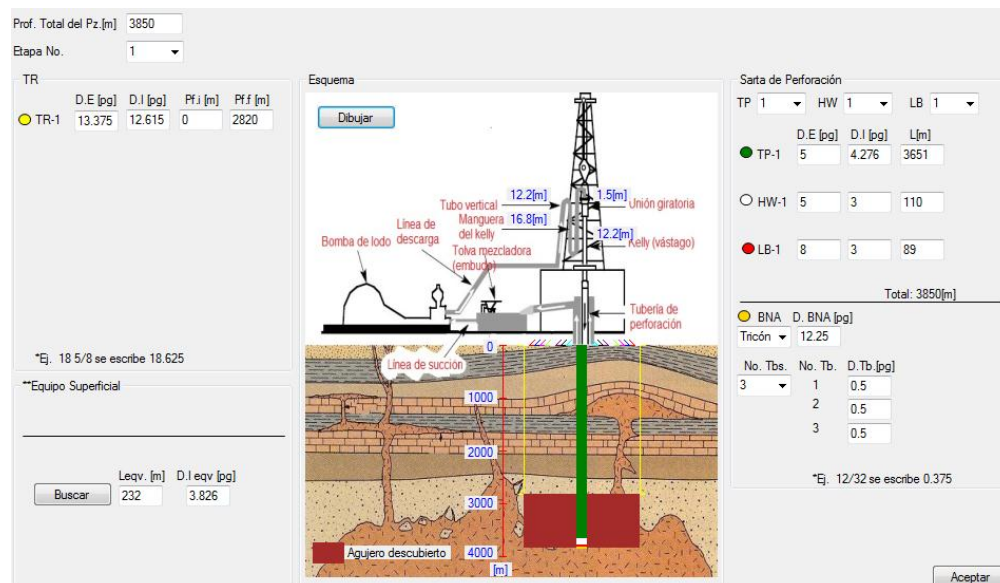 Prof. Total del Pz.[m] 3850
Etapa No. 1
TR
D.E [pg] D.I [pg] Pf.i [m] Pf.f [m]
TR-1 13.375 12.615 0 2820
*Ej. 18 5/8 se escribe 18.625
**Equipo Superficial
Leqv. [m] D.I eqv [pg]
Buscar 232 3.826
Esquema
Dibujar
12.2[m] 1.5[m]
Tubo vertical Unión giratoria
Manguera 16.8[m]
del kelly
Línea de
descarga
12.2[m]
Kelly (vástago)
Bomba de lodo
Tolva mezcladora
(embudo)
Tubería de
perforación
Línea de succión
0
1000
2000
3000
4000
[m]
Agujero descubierto
Sarta de Perforación
TP 1 HW 1 LB 1
D.E [pg] D.I [pg] L[m]
TP-1 5 4.276 3651
HW-1 5 3 110
LB-1 8 3 89
Total: 3850[m]
BNA D. BNA [pg]
Tricón 12.25
No. Tbs. No. Tb. D.Tb.[pg]
3 1 0.5
2 0.5
3 0.5
*Ej. 12/32 se escribe 0.375
Aceptar